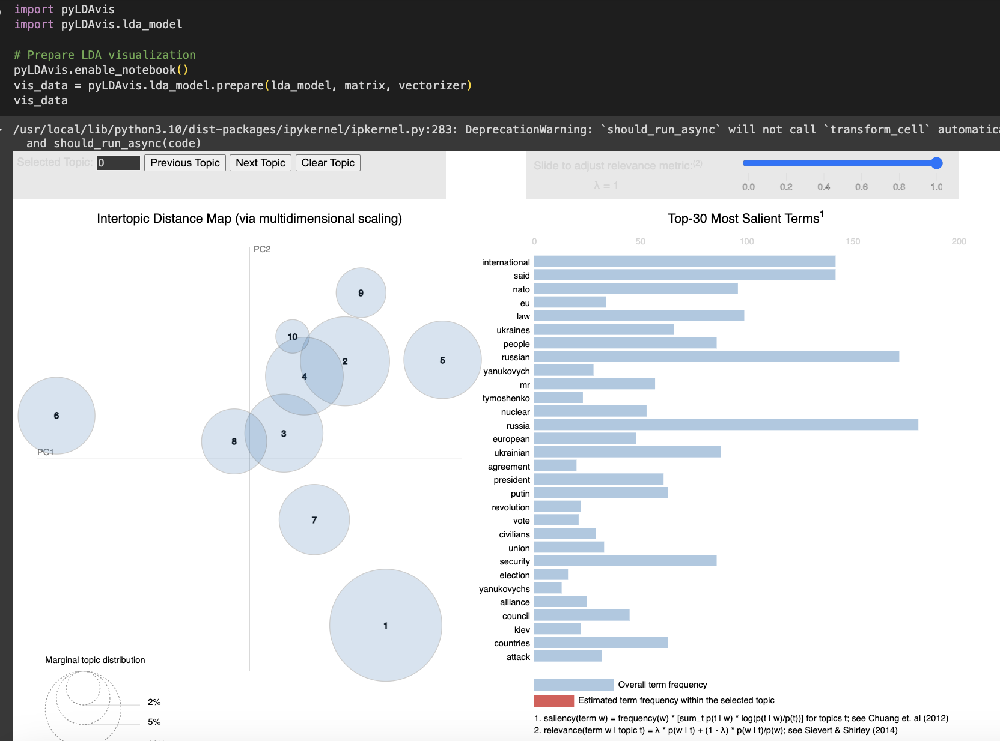 import pyLDAvis
import pyLDAvis.lda_model
# Prepare LDA visualization
pyLDAvis.enable_notebook()
vis_data = pyLDAvis.lda_model.prepare(lda_model, matrix, vectorizer)
vis_data
/usr/local/lib/python3.10/dist-packages/ipykernel/ipkernel.py:283: DeprecationWarning: `should_run_async` will not call `transform_cell`
and should_run_async(code)
Selected Topic: 0 Previous Topic Next Topic Clear Topic
Slide to adjust relevance metric:(2)
λ = 1
0.0 0.2 0.4 0.6 0.8 1.0
Intertopic Distance Map (via multidimensional scaling)
PC2
9
10
2
5
4
6
3
8
PC1
7
1
Marginal topic distribution
2%
5%
Top-30 Most Salient Terms1
0 50 100 150 200
international
said
nato
eu
law
ukraines
people
russian
yanukovych
mr
tymoshenko
nuclear
russia
european
ukrainian
agreement
president
putin
revolution
vote
civilians
union
security
election
yanukovychs
alliance
council
kiev
countries
attack
Overall term frequency
Estimated term frequency within the selected topic
1. saliency(term w) = frequency(w) * [sum_t p(t | w) * log(p(t | w)/p(t))] for topics t; see Chuang et. al (2012)
2. relevance(term w | topic t) = λ * p(w | t) + (1 - λ) * p(w | t)/p(w); see Sievert & Shirley (2014)